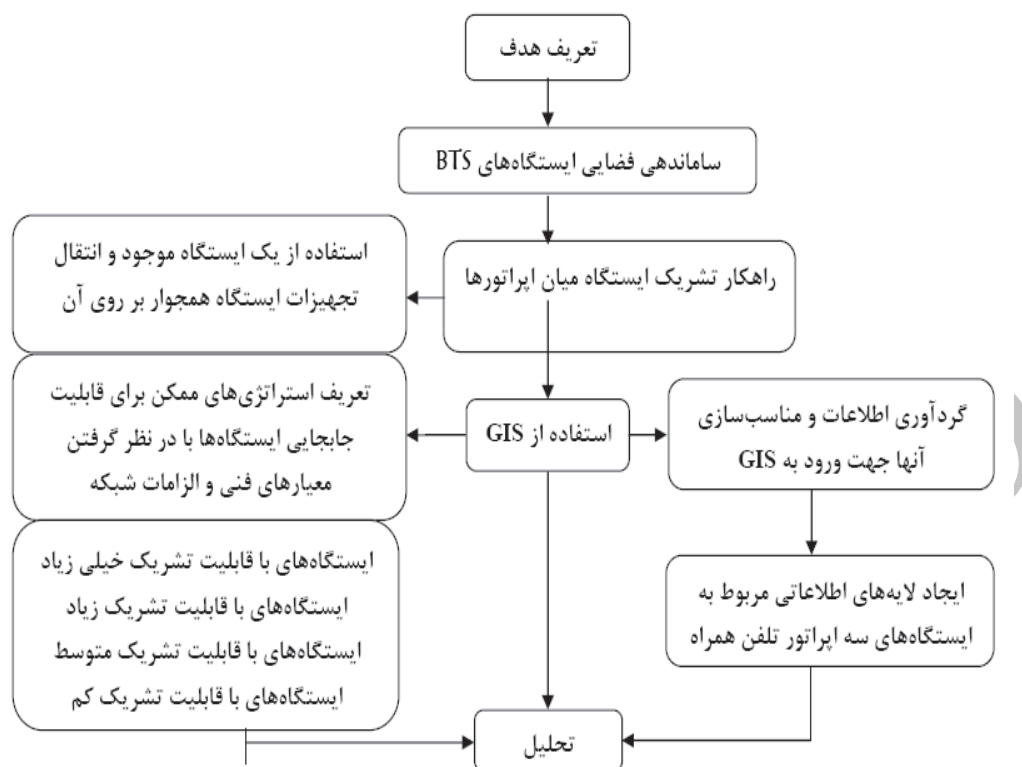 تعریف هدف
ساماندهی فضایی ایستگاه‌های BTS
راهکار تشریک ایستگاه میان اپراتورها
استفاده از یک ایستگاه موجود و انتقال
تجهیزات ایستگاه همجوار بر روی آن
استفاده از GIS
تعریف استراتژی‌های ممکن برای قابلیت
جابجایی ایستگاه‌ها با در نظر گرفتن
معیارهای فنی و الزامات شبکه
گردآوری اطلاعات و مناسب‌سازی
آنها جهت ورود به GIS
ایجاد لایه‌های اطلاعاتی مربوط به
ایستگاه‌های سه اپراتور تلفن همراه
ایستگاه‌های با قابلیت تشریک خیلی زیاد
ایستگاه‌های با قابلیت تشریک زیاد
ایستگاه‌های با قابلیت تشریک متوسط
ایستگاه‌های با قابلیت تشریک کم
تحلیل